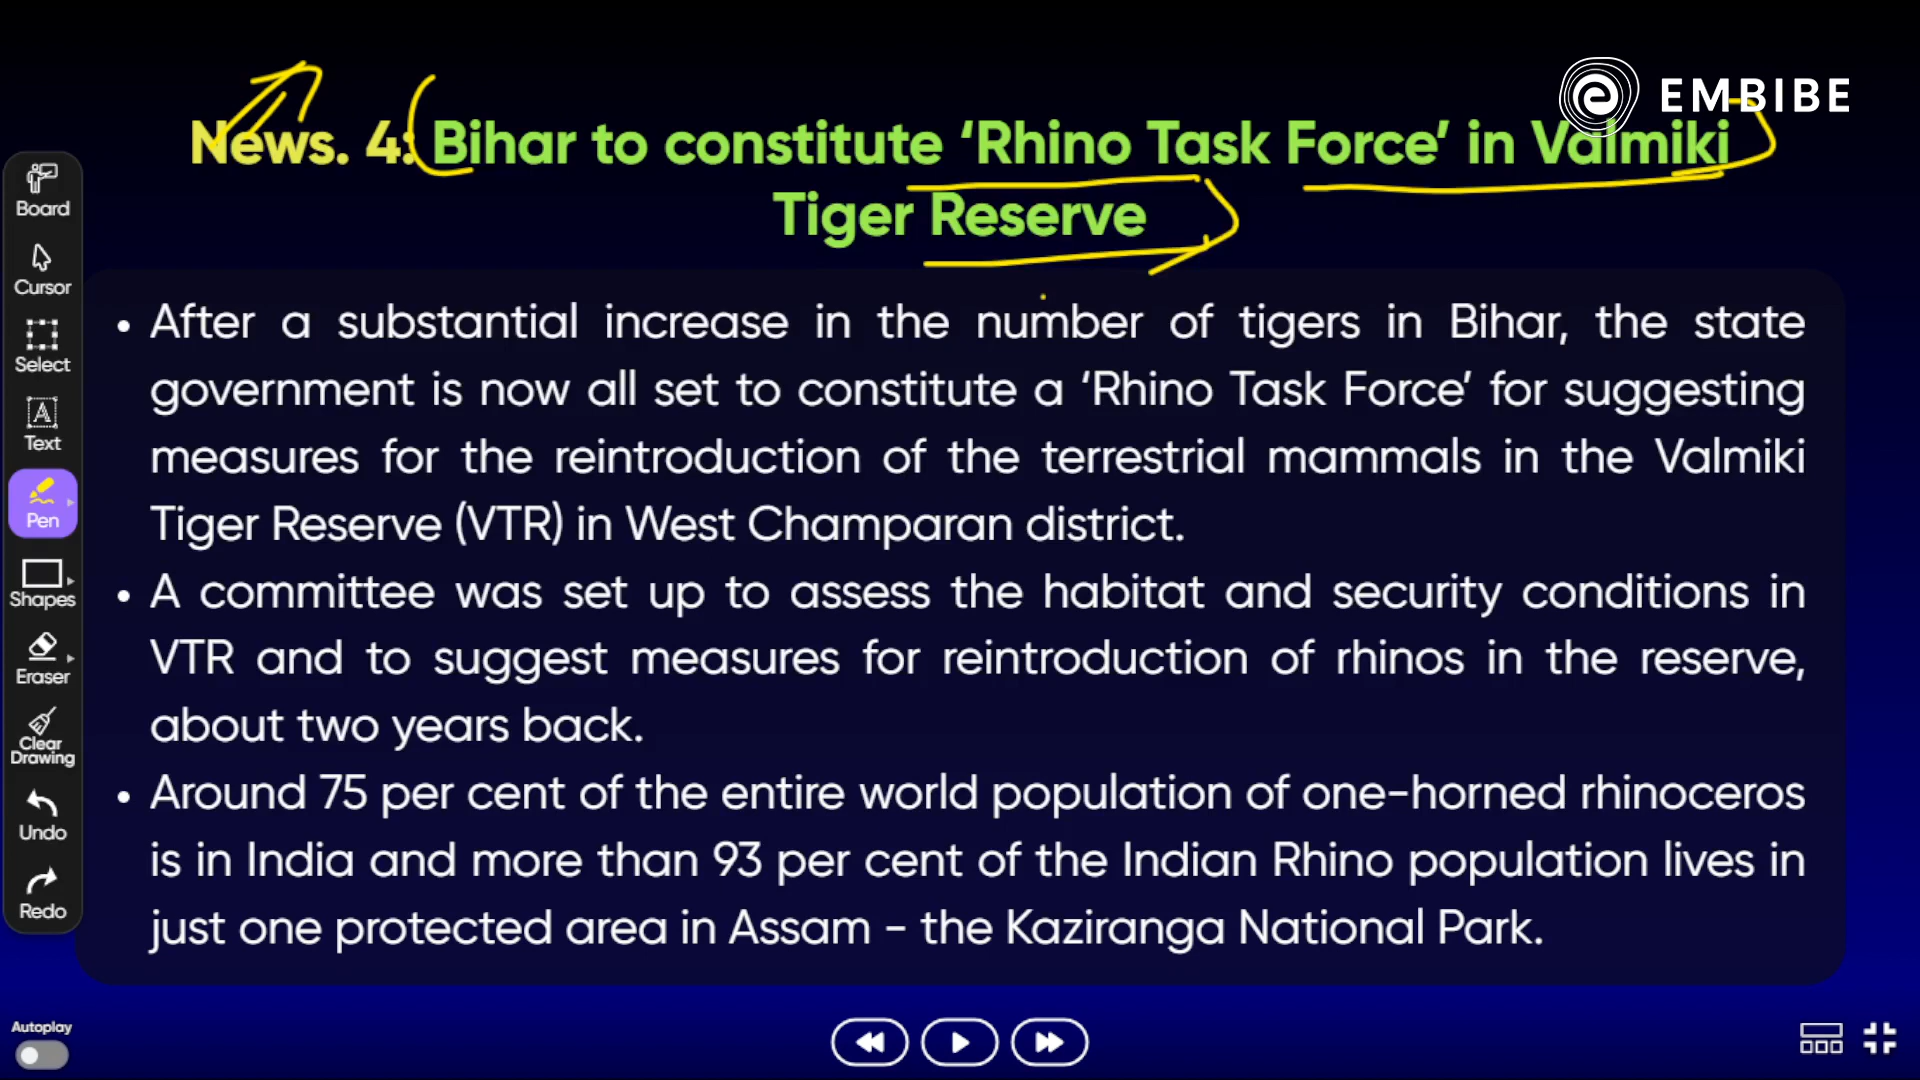 EMBIBE
News. 4: Bihar to constitute ‘Rhino Task Force’ in Valmiki
Tiger Reserve
• After a substantial increase in the number of tigers in Bihar, the state
government is now all set to constitute a ‘Rhino Task Force’ for suggesting
measures for the reintroduction of the terrestrial mammals in the Valmiki
Tiger Reserve (VTR) in West Champaran district.
• A committee was set up to assess the habitat and security conditions in
VTR and to suggest measures for reintroduction of rhinos in the reserve,
about two years back.
• Around 75 per cent of the entire world population of one-horned rhinoceros
is in India and more than 93 per cent of the Indian Rhino population lives in
just one protected area in Assam - the Kaziranga National Park.
Board
Cursor
Select
Text
Pen
Shapes
Eraser
Clear
Drawing
Undo
Redo
Autoplay